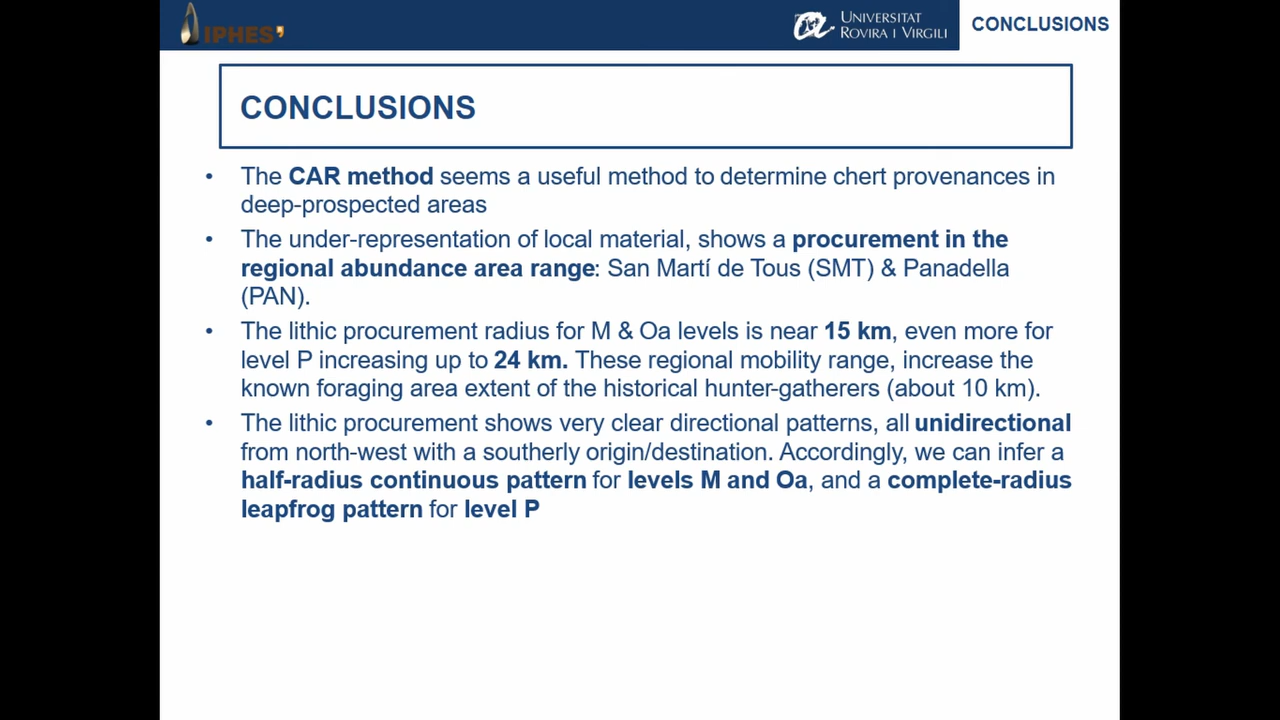 IPHES
UNIVERSITAT
ROVIRA I VIRGILI
CONCLUSIONS
CONCLUSIONS
• The CAR method seems a useful method to determine chert provenances in
deep-prospected areas
• The under-representation of local material, shows a procurement in the
regional abundance area range: San Martí de Tous (SMT) & Panadella
(PAN).
• The lithic procurement radius for M & Oa levels is near 15 km, even more for
level P increasing up to 24 km. These regional mobility range, increase the
known foraging area extent of the historical hunter-gatherers (about 10 km).
• The lithic procurement shows very clear directional patterns, all unidirectional
from north-west with a southerly origin/destination. Accordingly, we can infer a
half-radius continuous pattern for levels M and Oa, and a complete-radius
leapfrog pattern for level P